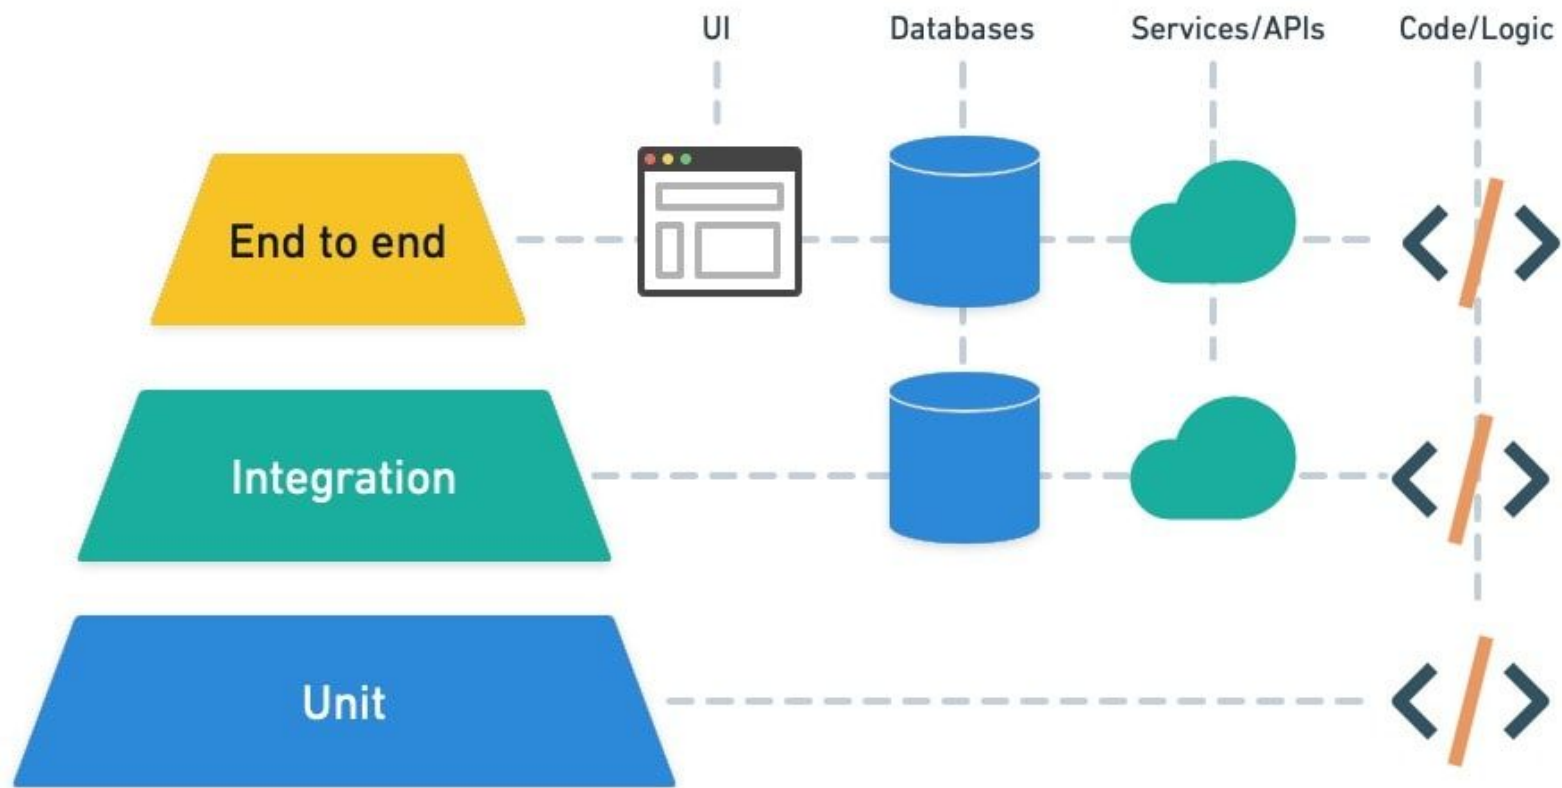 UI
Databases
Services/APIs
Code/Logic
End to end
Integration
Unit